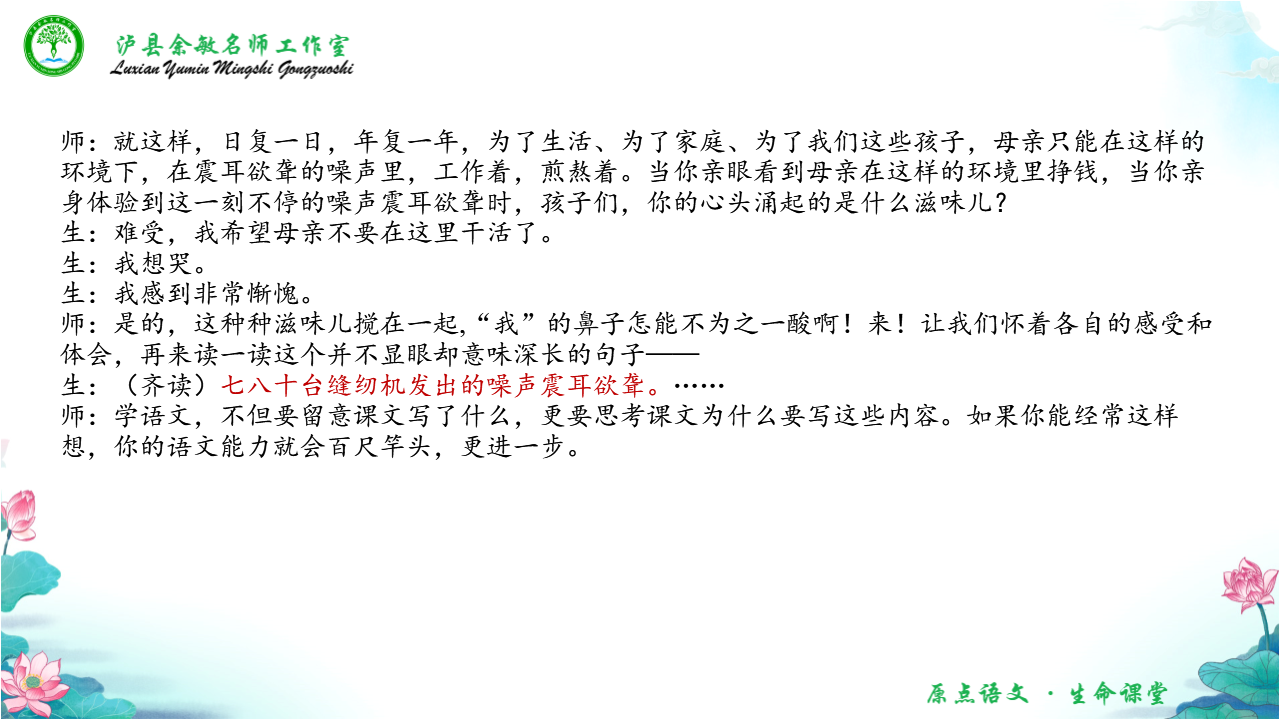 泸县余敏名师工作室
Luxian Yumin Mingshi Gongzuoshi
师：就这样，日复一日，年复一年，为了生活、为了家庭、为了我们这些孩子，母亲只能在这样的
环境下，在震耳欲聋的噪声里，工作着，煎熬着。当你亲眼看到母亲在这样的环境里挣钱，当你亲
身体验到这一刻不停的噪声震耳欲聋时，孩子们，你的心头涌起的是什么滋味儿？
生：难受，我希望母亲不要在这里干活了。
生：我想哭。
生：我感到非常惭愧。
师：是的，这种种滋味儿搅在一起,“我”的鼻子怎能不为之一酸啊！来！让我们怀着各自的感受和
体会，再来读一读这个并不显眼却意味深长的句子——
生：（齐读）七八十台缝纫机发出的噪声震耳欲聋。……
师：学语文，不但要留意课文写了什么，更要思考课文为什么要写这些内容。如果你能经常这样
想，你的语文能力就会百尺竿头，更进一步。
原点语文 · 生命课堂